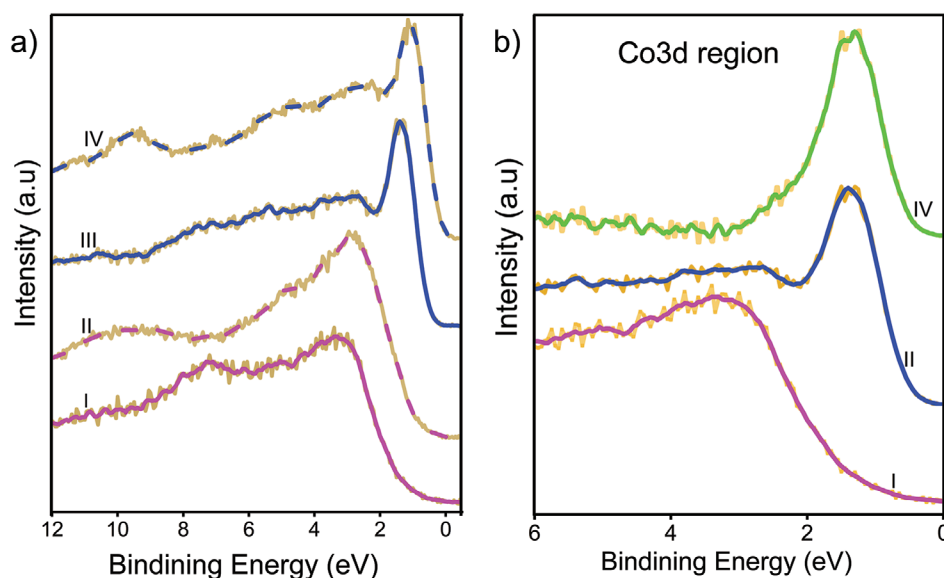 a)
IV
III
II
I
Intensity (a.u)
12 10 8 6 4 2 0
Bindining Energy (eV)
b)
Co3d region
IV
II
I
Intensity (a.u)
6 4 2 0
Bindining Energy (eV)